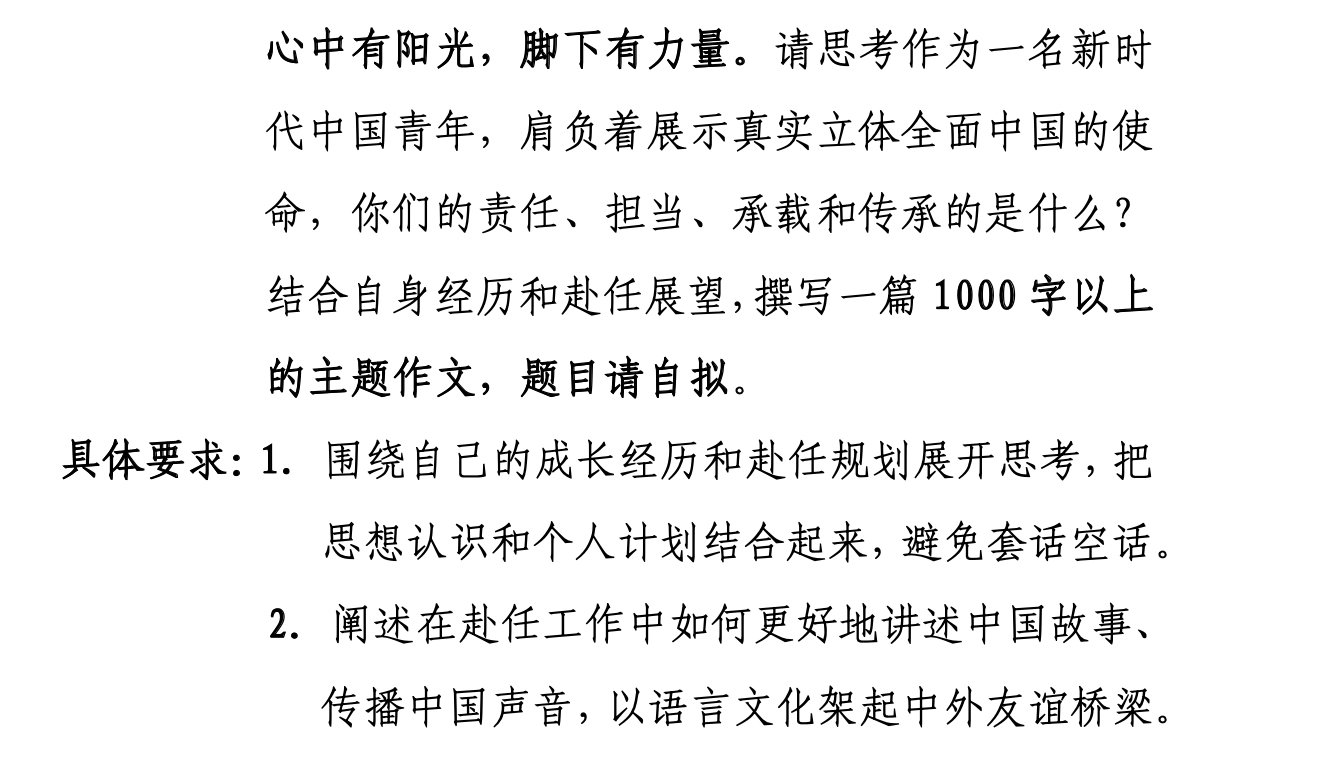 心中有阳光，脚下有力量。请思考作为一名新时
代中国青年，肩负着展示真实立体全面中国的使
命，你们的责任、担当、承载和传承的是什么？
结合自身经历和赴任展望，撰写一篇 1000 字以上
的主题作文，题目请自拟。
具体要求：1. 围绕自己的成长经历和赴任规划展开思考，把
思想认识和个人计划结合起来，避免套话空话。
2. 阐述在赴任工作中如何更好地讲述中国故事、
传播中国声音，以语言文化架起中外友谊桥梁。